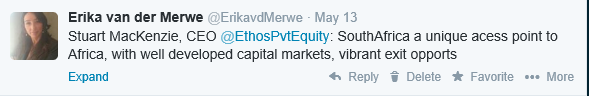 Erika van der Merwe @ErikavdMerwe · May 13
Stuart MacKenzie, CEO @EthosPvtEquity: SouthAfrica a unique acess point to
Africa, with well developed capital markets, vibrant exit opports
Expand Reply Delete Favorite ••• More